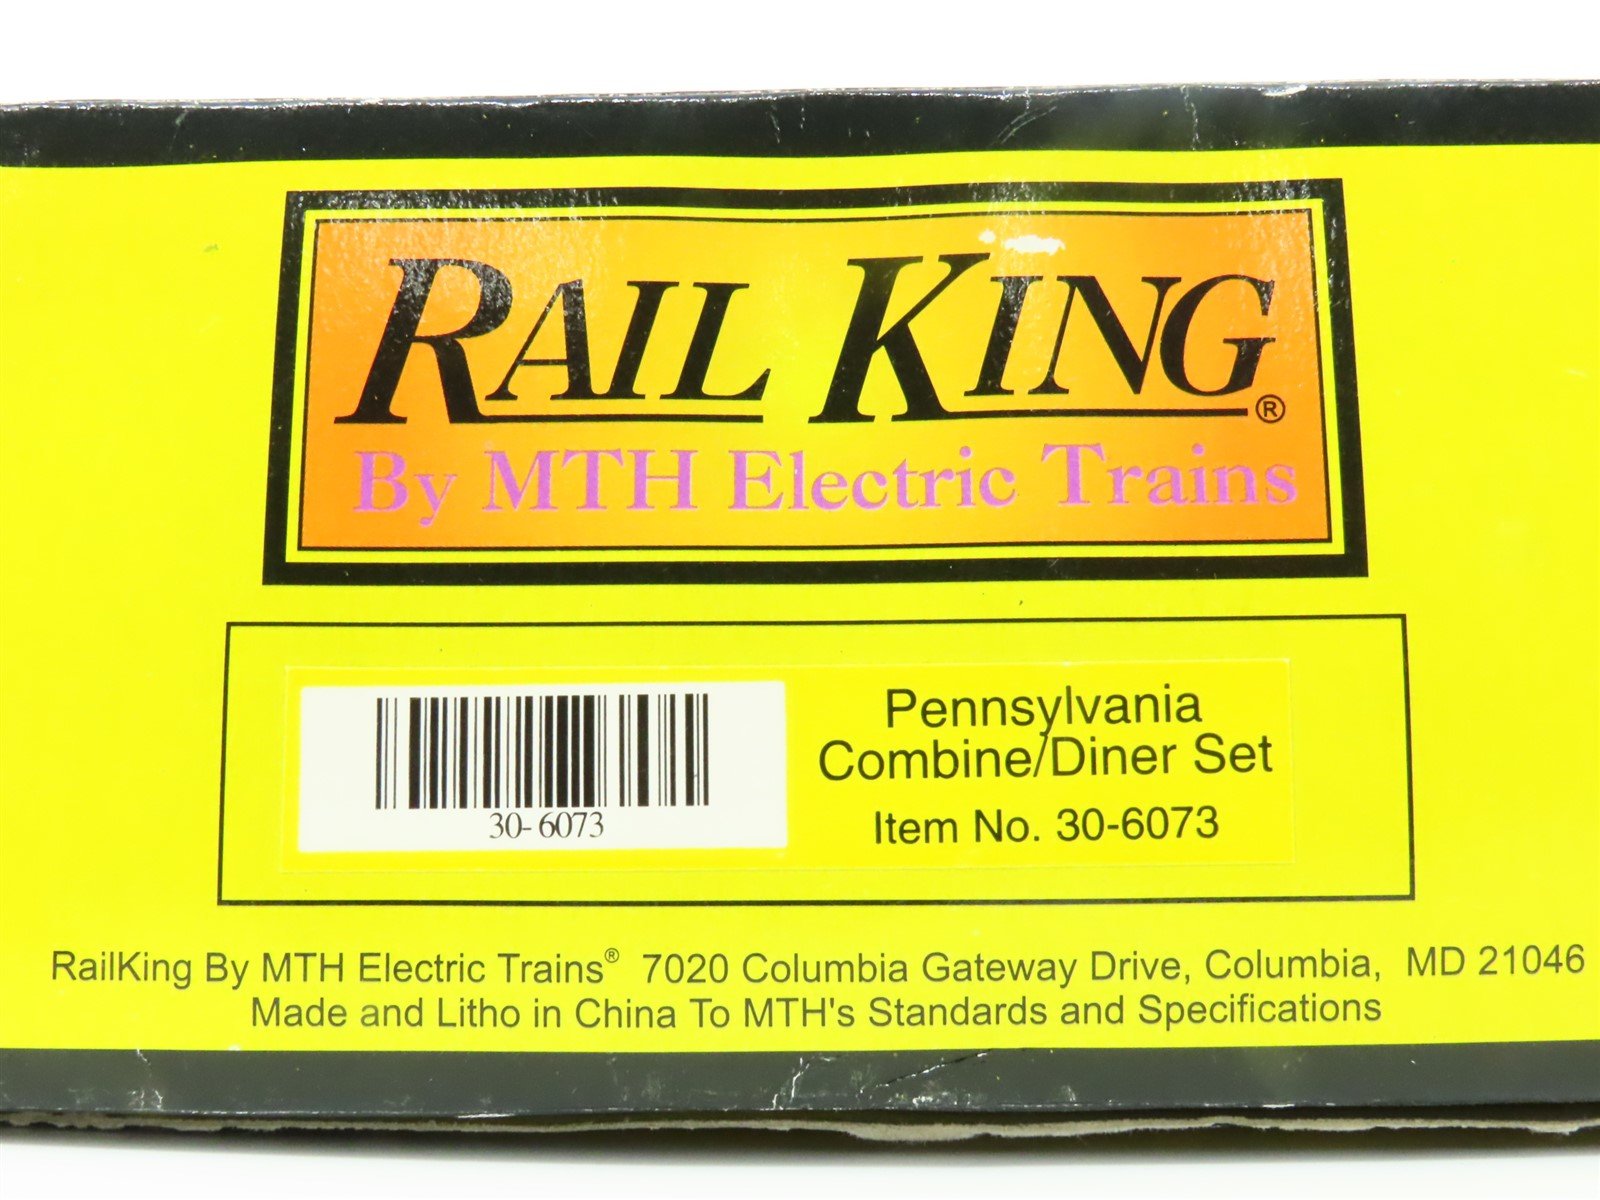 RAIL KING®
By MTH Electric Trains
30-6073
Pennsylvania
Combine/Diner Set
Item No. 30-6073
RailKing By MTH Electric Trains® 7020 Columbia Gateway Drive, Columbia, MD 21046
Made and Litho in China To MTH's Standards and Specifications